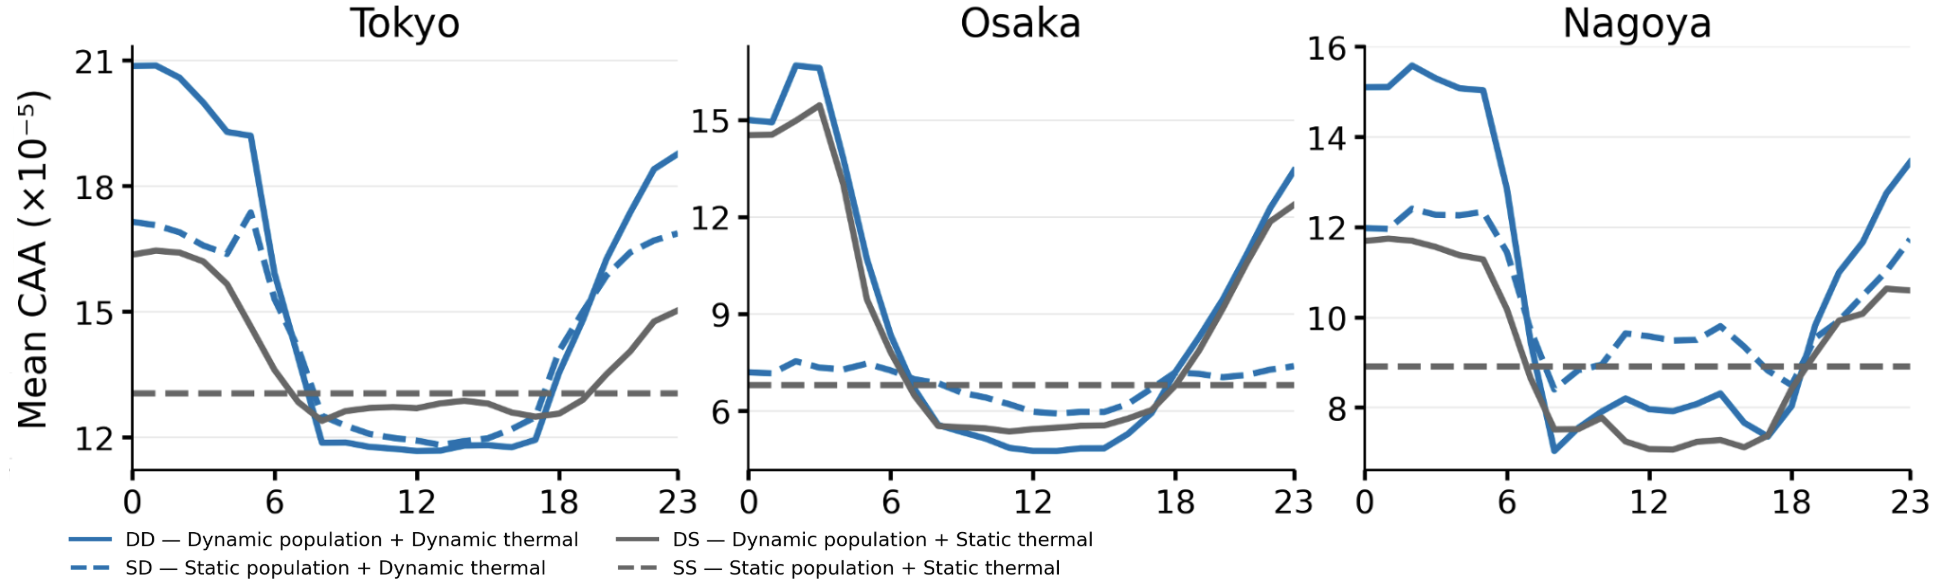 Tokyo
Osaka
Nagoya
Mean CAA (×10⁻⁵)
21
18
15
12
0 6 12 18 23
15
12
9
6
0 6 12 18 23
16
14
12
10
8
0 6 12 18 23
DD — Dynamic population + Dynamic thermal
DS — Dynamic population + Static thermal
SD — Static population + Dynamic thermal
SS — Static population + Static thermal